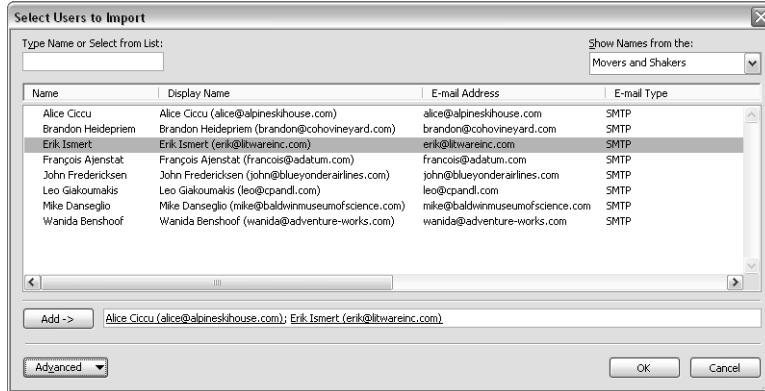 Select Users to Import
Type Name or Select from List:
Show Names from the:
Movers and Shakers
Name Display Name E-mail Address E-mail Type
Alice Ciccu Alice Ciccu (alice@alpineskihouse.com) alice@alpineskihouse.com SMTP
Brandon Heidepriem Brandon Heidepriem (brandon@cohovineyard.com) brandon@cohovineyard.com SMTP
Erik Ismert Erik Ismert (erik@litwareinc.com) erik@litwareinc.com SMTP
François Ajenstat François Ajenstat (francois@adatum.com) francois@adatum.com SMTP
John Fredericksen John Fredericksen (john@blueyonderairlines.com) john@blueyonderairlines.com SMTP
Leo Giakoumakis Leo Giakoumakis (leo@cpandl.com) leo@cpandl.com SMTP
Mike Danseglio Mike Danseglio (mike@baldwinmuseumofscience.com) mike@baldwinmuseumofscience.com SMTP
Wanida Benshoof Wanida Benshoof (wanida@adventure-works.com) wanida@adventure-works.com SMTP
Add -> Alice Ciccu (alice@alpineskihouse.com); Erik Ismert (erik@litwareinc.com)
Advanced OK Cancel